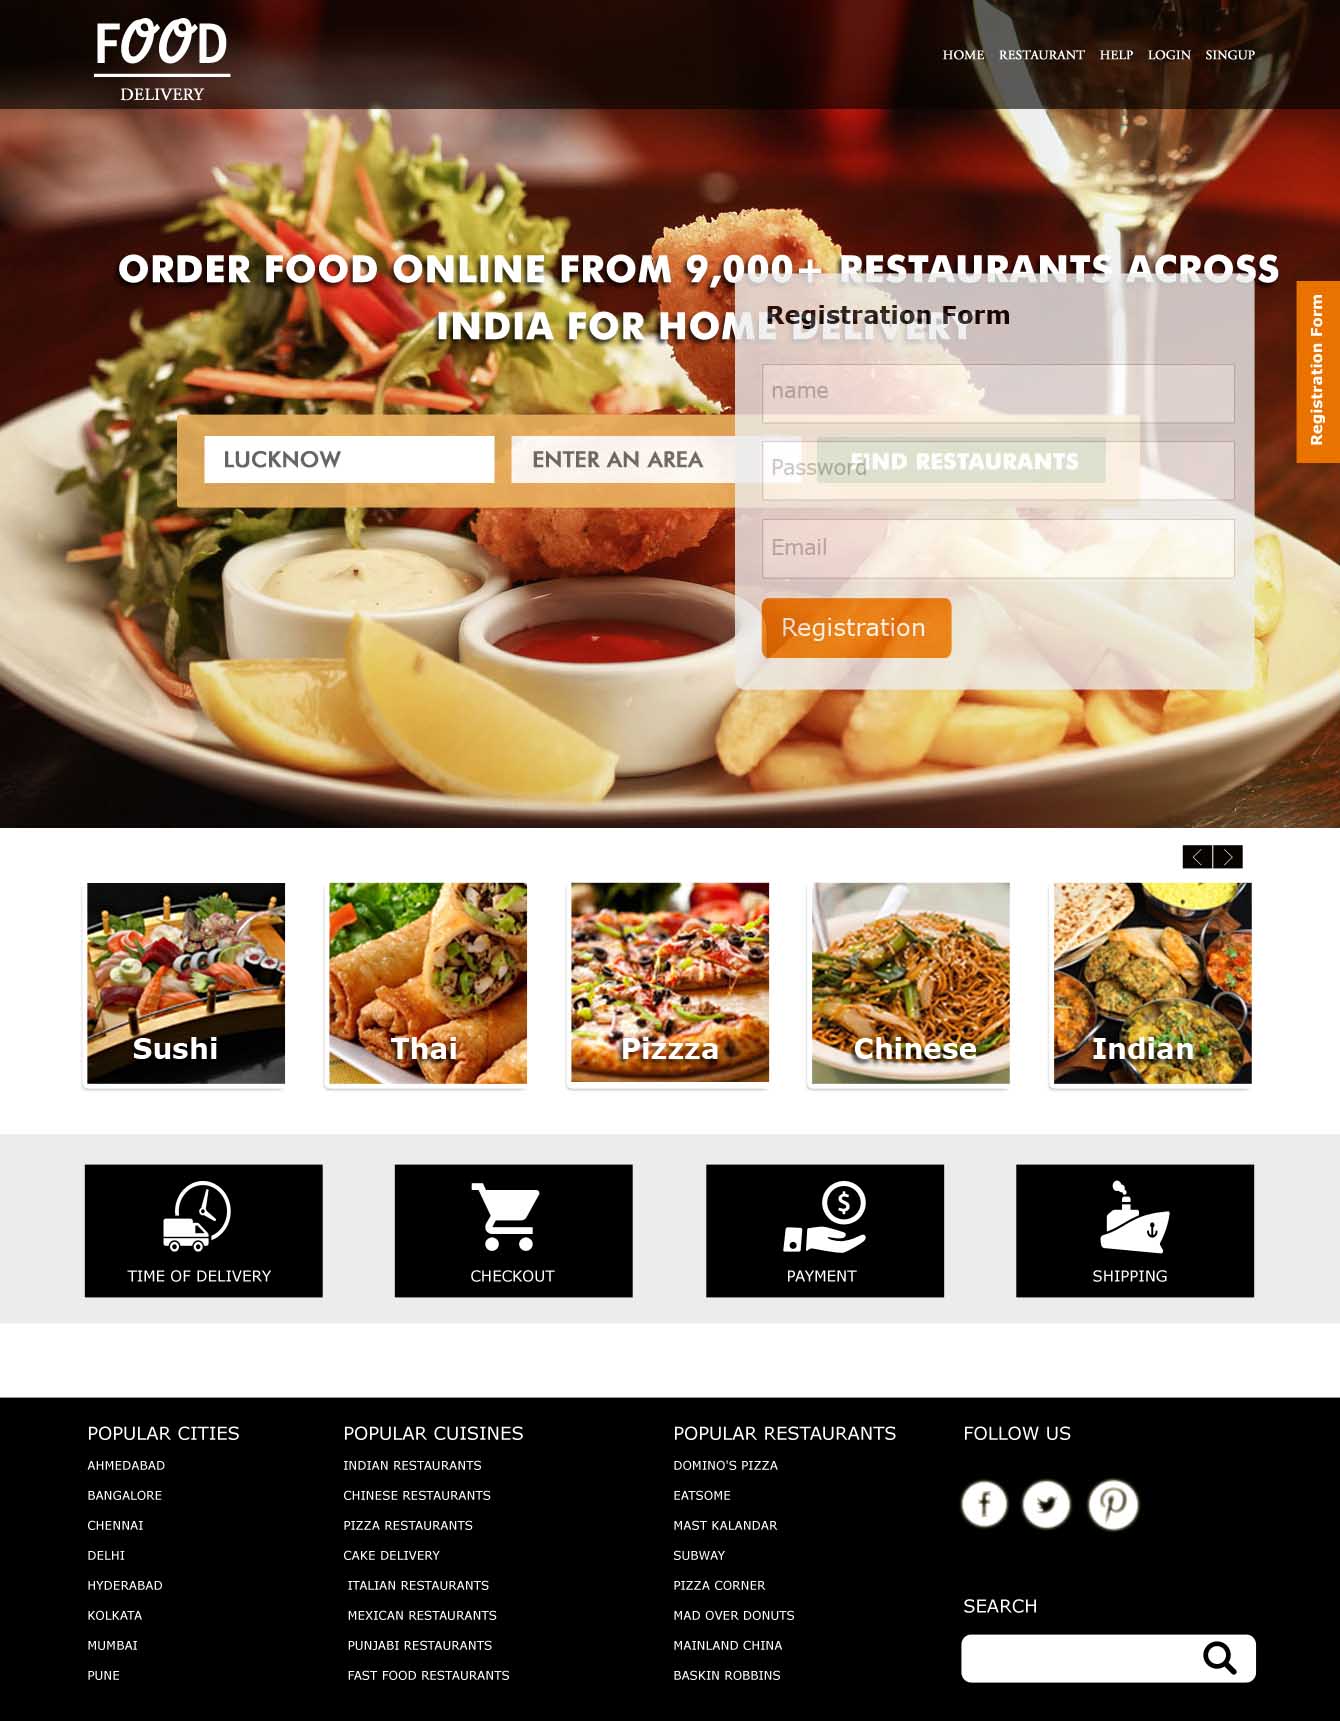 FOOD
DELIVERY
HOME RESTAURANT HELP LOGIN SINGUP
ORDER FOOD ONLINE FROM 9,000+ RESTAURANTS ACROSS
INDIA FOR HOME DELIVERY
Registration Form
Registration Form
name
LUCKNOW
ENTER AN AREA
FIND RESTAURANTS
Password
Email
Registration
Sushi
Thai
Pizzza
Chinese
Indian
TIME OF DELIVERY
CHECKOUT
PAYMENT
SHIPPING
POPULAR CITIES
AHMEDABAD
BANGALORE
CHENNAI
DELHI
HYDERABAD
KOLKATA
MUMBAI
PUNE
POPULAR CUISINES
INDIAN RESTAURANTS
CHINESE RESTAURANTS
PIZZA RESTAURANTS
CAKE DELIVERY
ITALIAN RESTAURANTS
MEXICAN RESTAURANTS
PUNJABI RESTAURANTS
FAST FOOD RESTAURANTS
POPULAR RESTAURANTS
DOMINO'S PIZZA
EATSOME
MAST KALANDAR
SUBWAY
PIZZA CORNER
MAD OVER DONUTS
MAINLAND CHINA
BASKIN ROBBINS
FOLLOW US
SEARCH